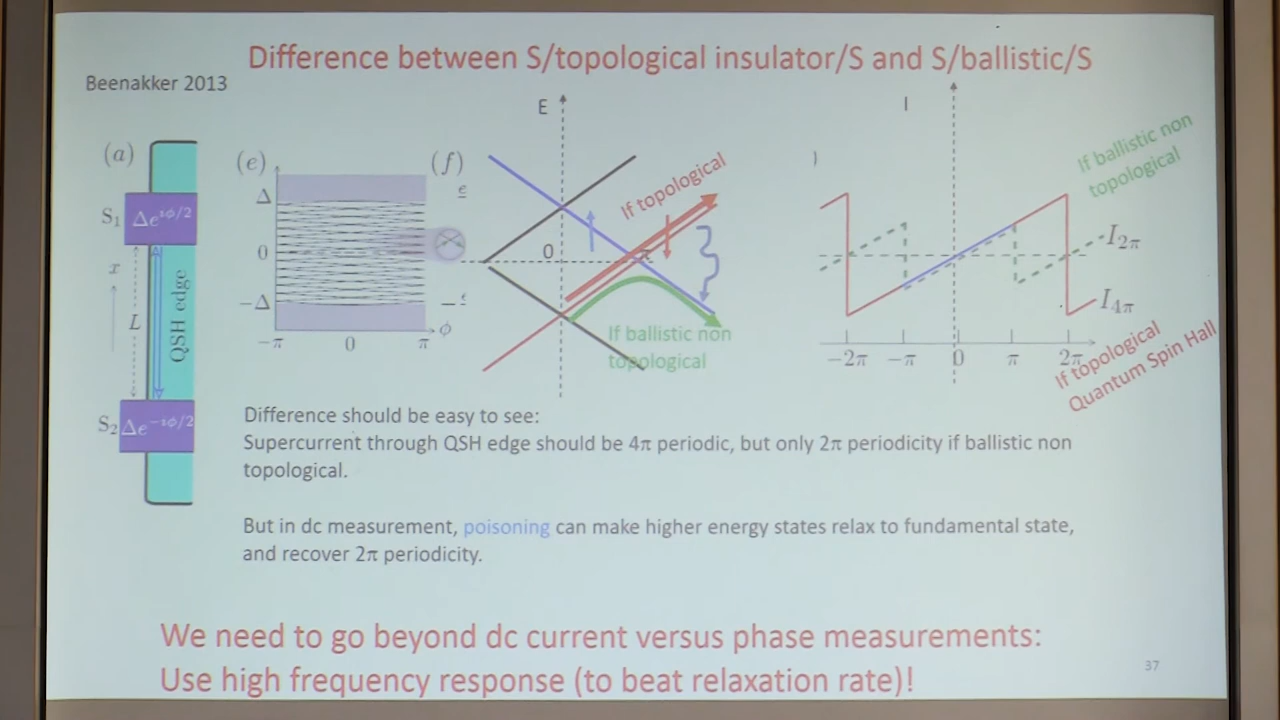 Difference between S/topological insulator/S and S/ballistic/S
Beenakker 2013
(a)
S₁ Δe^{iϕ/2}
x
L
QSH edge
S₂ Δe^{-iϕ/2}
(e)
Δ
0
-Δ
-π 0 π ϕ
(f)
E
0
If topological
If ballistic non
topological
I
If ballistic non
topological
I₂π
I₄π
-2π -π 0 π 2π
If topological
Quantum Spin Hall
Difference should be easy to see:
Supercurrent through QSH edge should be 4π periodic, but only 2π periodicity if ballistic non
topological.
But in dc measurement, poisoning can make higher energy states relax to fundamental state,
and recover 2π periodicity.
We need to go beyond dc current versus phase measurements:
Use high frequency response (to beat relaxation rate)!
37